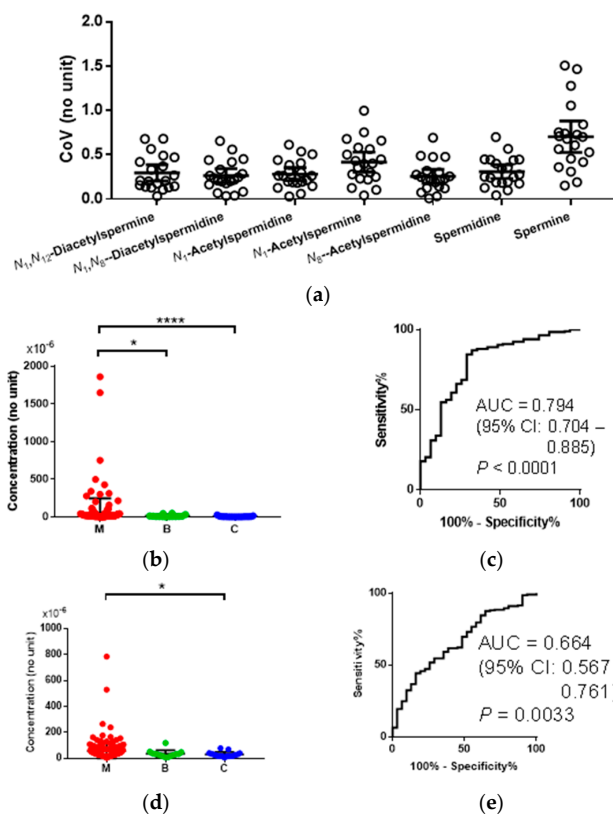 2.0
1.5
1.0
0.5
0.0
CoV (no unit)
N1,N12-Diacetylspermine
N1,N8--Diacetylspermidine
N1-Acetylspermidine
N1-Acetylspermine
N8--Acetylspermidine
Spermidine
Spermine
(a)
×10-6
****
*
2000
1500
1000
500
0
Concentration (no unit)
M B C
(b)
100
50
0
Sensitivity%
AUC = 0.794
(95% CI: 0.704 –
0.885)
P < 0.0001
0 50 100
100% - Specificity%
(c)
×10-6
*
1000
800
600
400
200
0
Concentration (no unit)
M B C
(d)
100
50
0
Sensitivity%
AUC = 0.664
(95% CI: 0.567
0.761)
P = 0.0033
0 50 100
100% - Specificity%
(e)